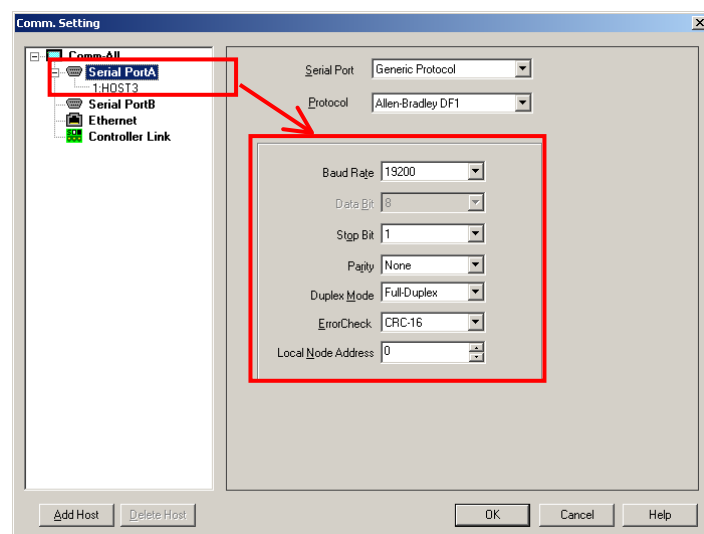 Comm. Setting
Comm-All
Serial PortA
1:HOST3
Serial PortB
Ethernet
Controller Link
Serial Port Generic Protocol
Protocol Allen-Bradley DF1
Baud Rate 19200
Data Bit 8
Stop Bit 1
Parity None
Duplex Mode Full-Duplex
ErrorCheck CRC-16
Local Node Address 0
Add Host Delete Host OK Cancel Help